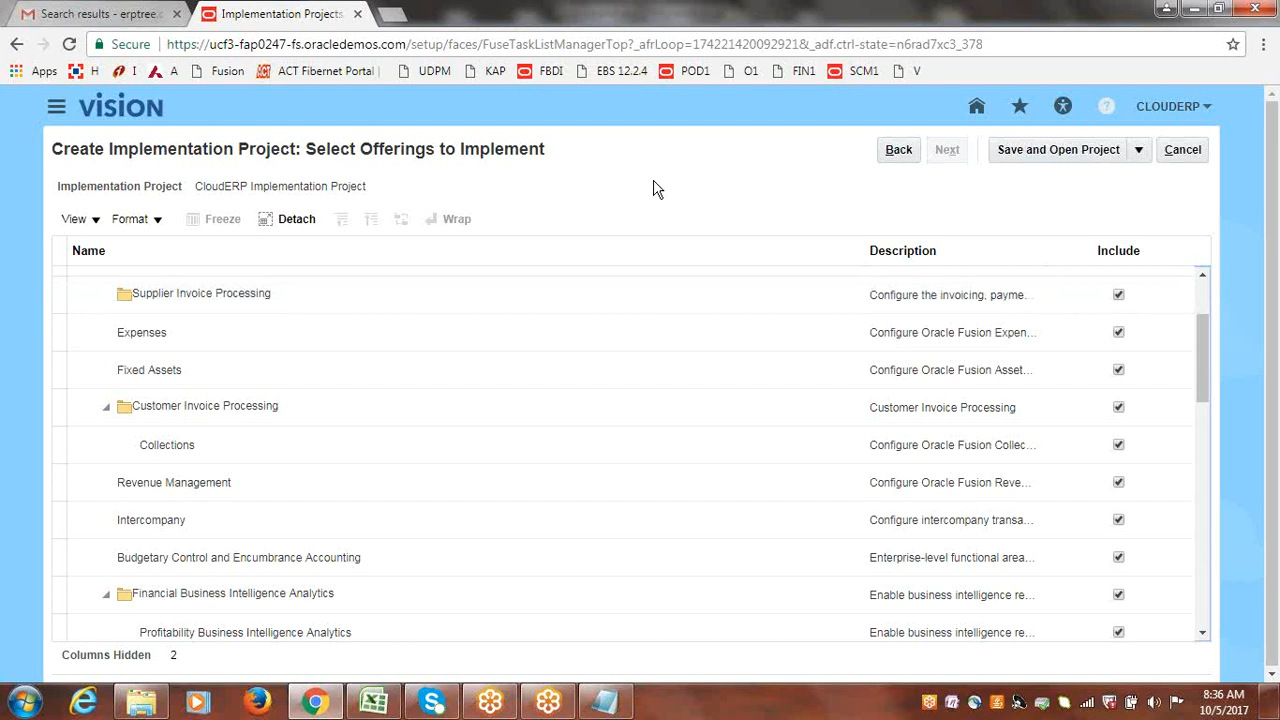 Search results - erptree.c
Implementation Projects
Secure
https://ucf3-fap0247-fs.oracledemos.com/setup/faces/FuseTaskListManagerTop?_afrLoop=17422142092921&_adf.ctrl-state=n6rad7xc3_378
Apps H I A Fusion ACT Fibernet Portal UDPM KAP FBDI EBS 12.2.4 POD1 O1 FIN1 SCM1 V
VISION
CLOUDERP
Create Implementation Project: Select Offerings to Implement
Back Next Save and Open Project Cancel
Implementation Project CloudERP Implementation Project
View Format Freeze Detach Wrap
Name Description Include
Supplier Invoice Processing Configure the invoicing, payme...
Expenses Configure Oracle Fusion Expen...
Fixed Assets Configure Oracle Fusion Asset...
Customer Invoice Processing Customer Invoice Processing
Collections Configure Oracle Fusion Collec...
Revenue Management Configure Oracle Fusion Reve...
Intercompany Configure intercompany transa...
Budgetary Control and Encumbrance Accounting Enterprise-level functional area...
Financial Business Intelligence Analytics Enable business intelligence re...
Profitability Business Intelligence Analytics Enable business intelligence re...
Columns Hidden 2
8:36 AM
10/5/2017